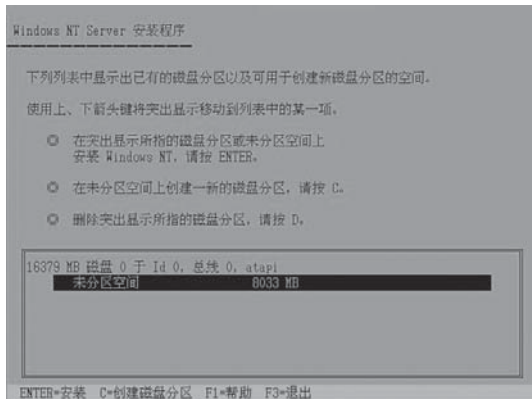 Windows NT Server 安装程序
下列列表中显示出已有的磁盘分区以及可用于创建新磁盘分区的空间。
使用上、下箭头键将突出显示移动到列表中的某一项。
在突出显示所指的磁盘分区或未分区空间上
安装 Windows NT，请按 ENTER。
在未分区空间上创建一新的磁盘分区，请按 C。
删除突出显示所指的磁盘分区，请按 D。
16379 MB 磁盘 0 于 Id 0，总线 0，atapi
未分区空间 8033 MB
ENTER=安装 C=创建磁盘分区 F1=帮助 F3=退出